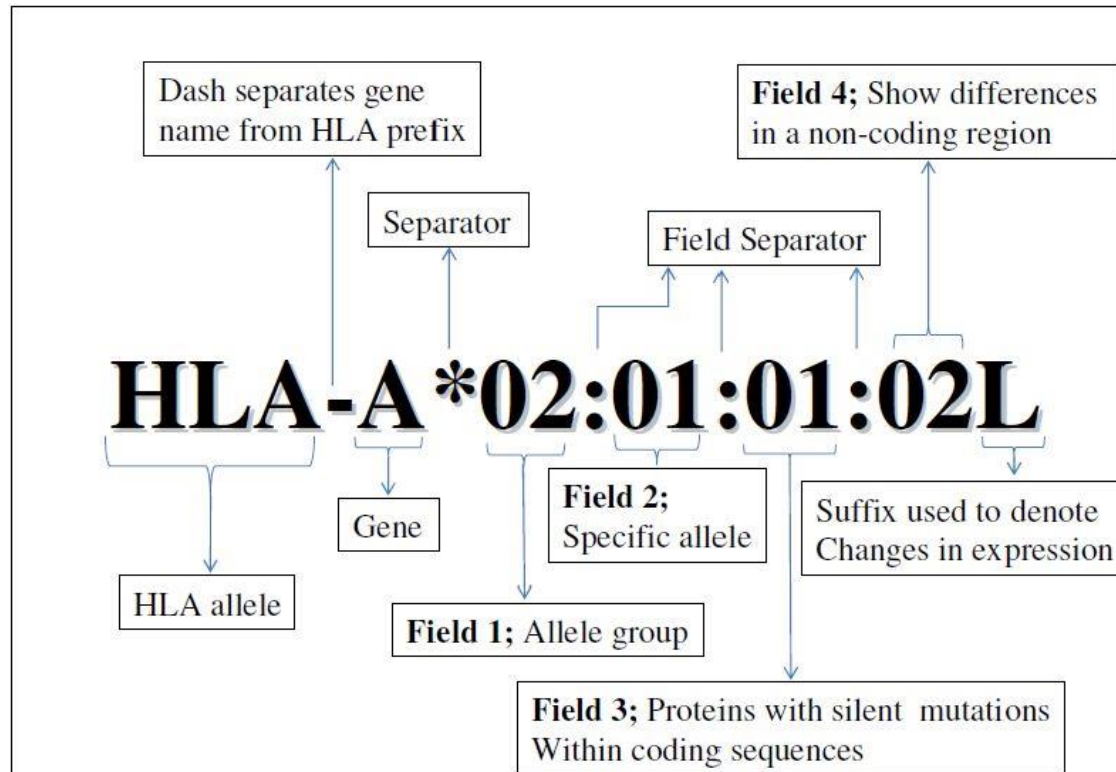 Dash separates gene
name from HLA prefix
Field 4; Show differences
in a non-coding region
Separator
Field Separator
HLA-A*02:01:01:02L
Gene
Field 2;
Specific allele
Suffix used to denote
Changes in expression
HLA allele
Field 1; Allele group
Field 3; Proteins with silent mutations
Within coding sequences